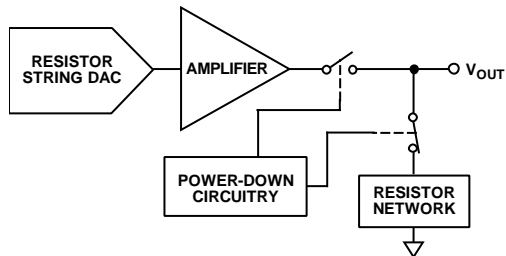 RESISTOR
STRING DAC
AMPLIFIER
VOUT
POWER-DOWN
CIRCUITRY
RESISTOR
NETWORK